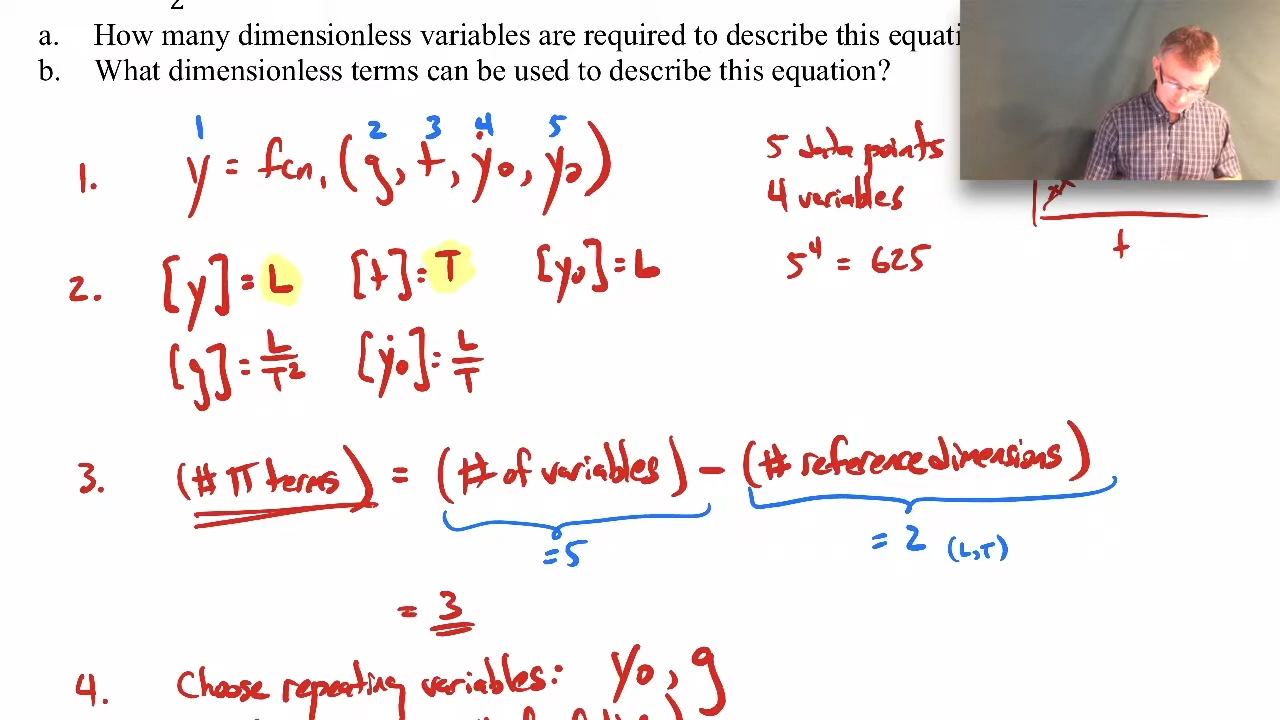 2
a. How many dimensionless variables are required to describe this equati
b. What dimensionless terms can be used to describe this equation?
1 2 3 4 5
1. y = fcn. (g, t, ẏ₀, y₀)
5 data points
4 variables
5⁴ = 625
t
2. [y] = L [t] = T [y₀] = L
[g] = L/T² [ẏ₀] = L/T
3. (# Π terms) = (# of variables) - (# reference dimensions)
= 5 = 2 (L,T)
= 3
4. Choose repeating variables: y₀, g